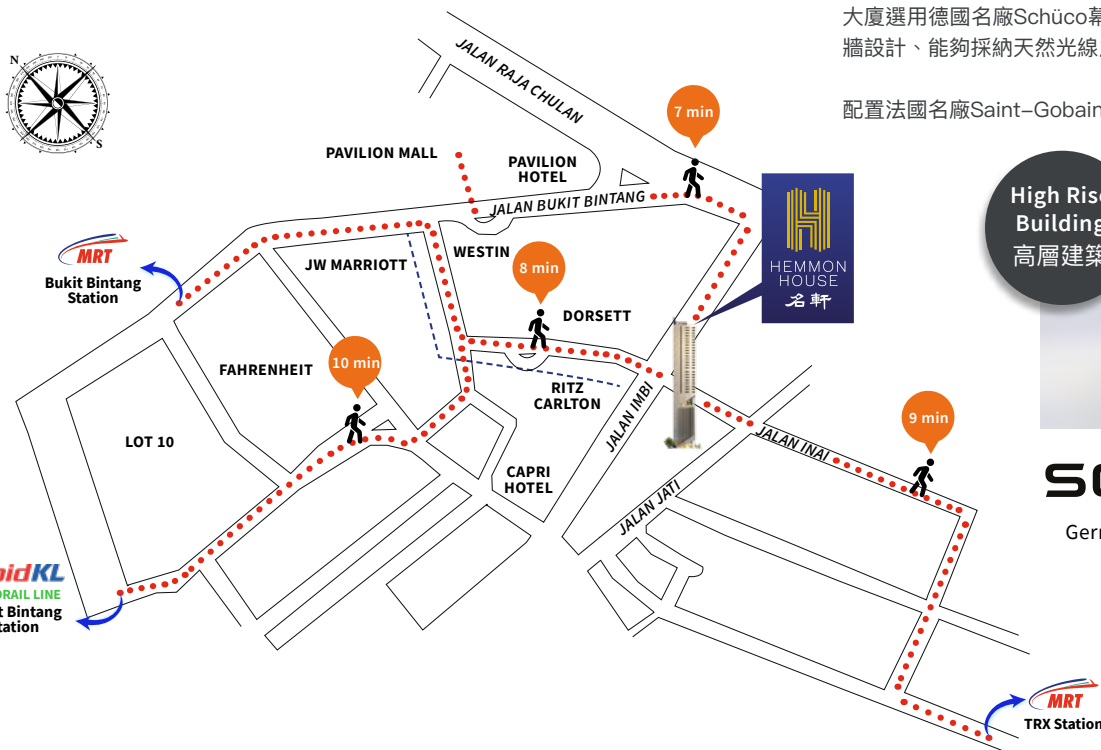 大廈選用德國名廠Schüco幕
牆設計、能夠採納天然光線
配置法國名廠Saint-Gobain
N
S
JALAN RAJA CHULAN
7 min
PAVILION MALL
PAVILION
HOTEL
JALAN BUKIT BINTANG
HEMMON
HOUSE
名軒
High Rise
Building
高層建築
MRT
Bukit Bintang
Station
JW MARRIOTT
WESTIN
8 min
DORSETT
FAHRENHEIT
10 min
RITZ
CARLTON
JALAN IMBI
9 min
LOT 10
JALAN INAI
CAPRI
HOTEL
JALAN JATI
pidKL
ORAIL LINE
t Bintang
tation
MRT
TRX Station